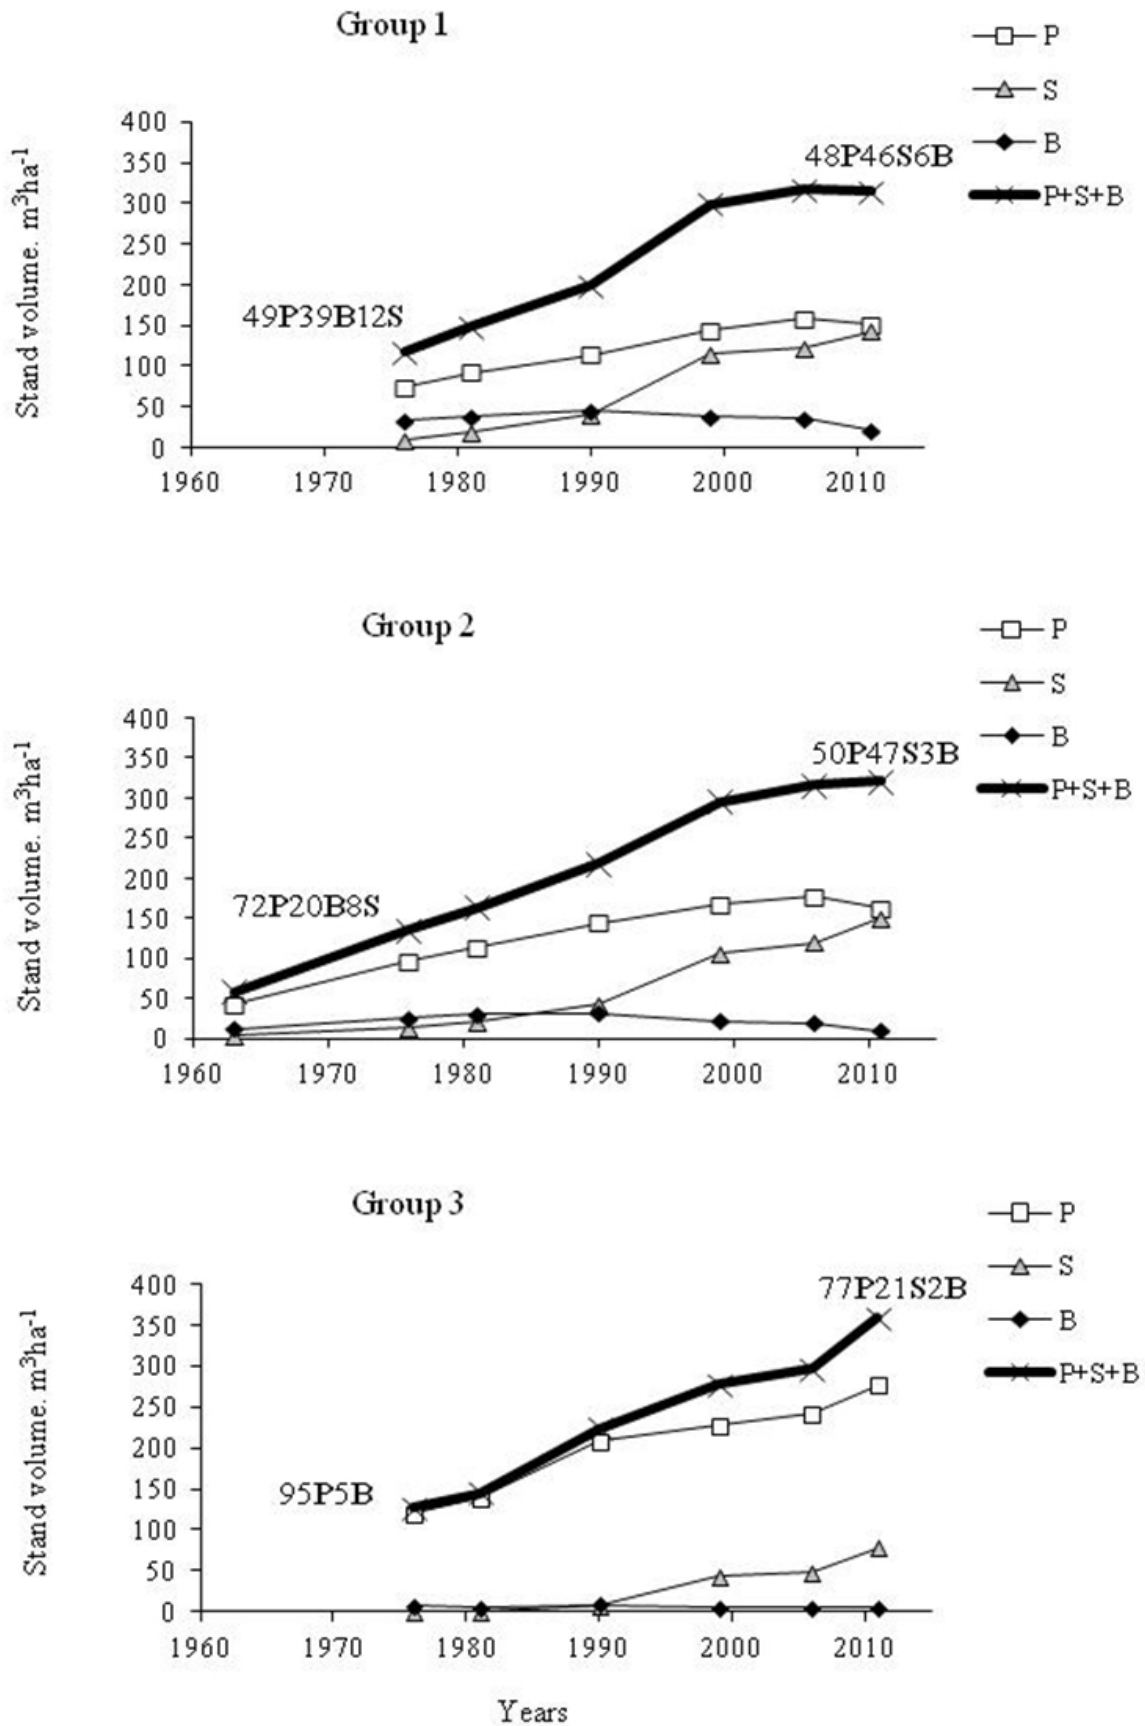 Group 1
P
S
B
P+S+B
Stand volume. m³ha⁻¹
400
350
300
250
200
150
100
50
0
48P46S6B
49P39B12S
1960 1970 1980 1990 2000 2010
Group 2
P
S
B
P+S+B
Stand volume. m³ha⁻¹
400
350
300
250
200
150
100
50
0
50P47S3B
72P20B8S
1960 1970 1980 1990 2000 2010
Group 3
P
S
B
P+S+B
Stand volume. m³ha⁻¹
400
350
300
250
200
150
100
50
0
77P21S2B
95P5B
1960 1970 1980 1990 2000 2010
Years